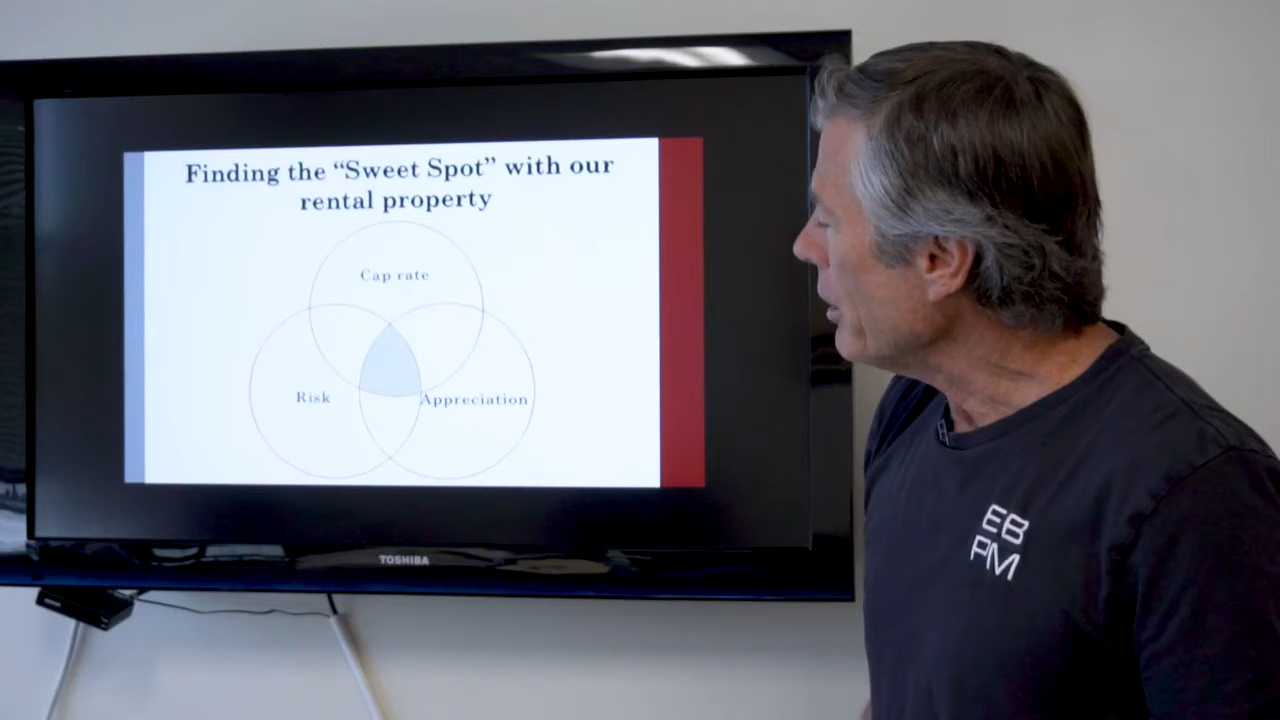 Finding the “Sweet Spot” with our
rental property
Cap rate
Risk
Appreciation
TOSHIBA
EB
PM